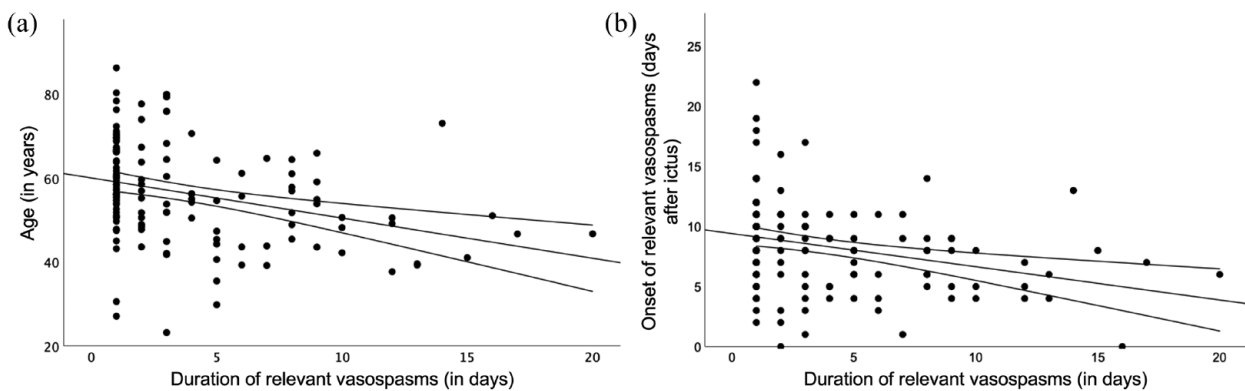 (a)
Age (in years)
80
60
40
20
0
5
10
15
20
Duration of relevant vasospasms (in days)
(b)
Onset of relevant vasospasms (days
after ictus)
25
20
15
10
5
0
0
5
10
15
20
Duration of relevant vasospasms (in days)